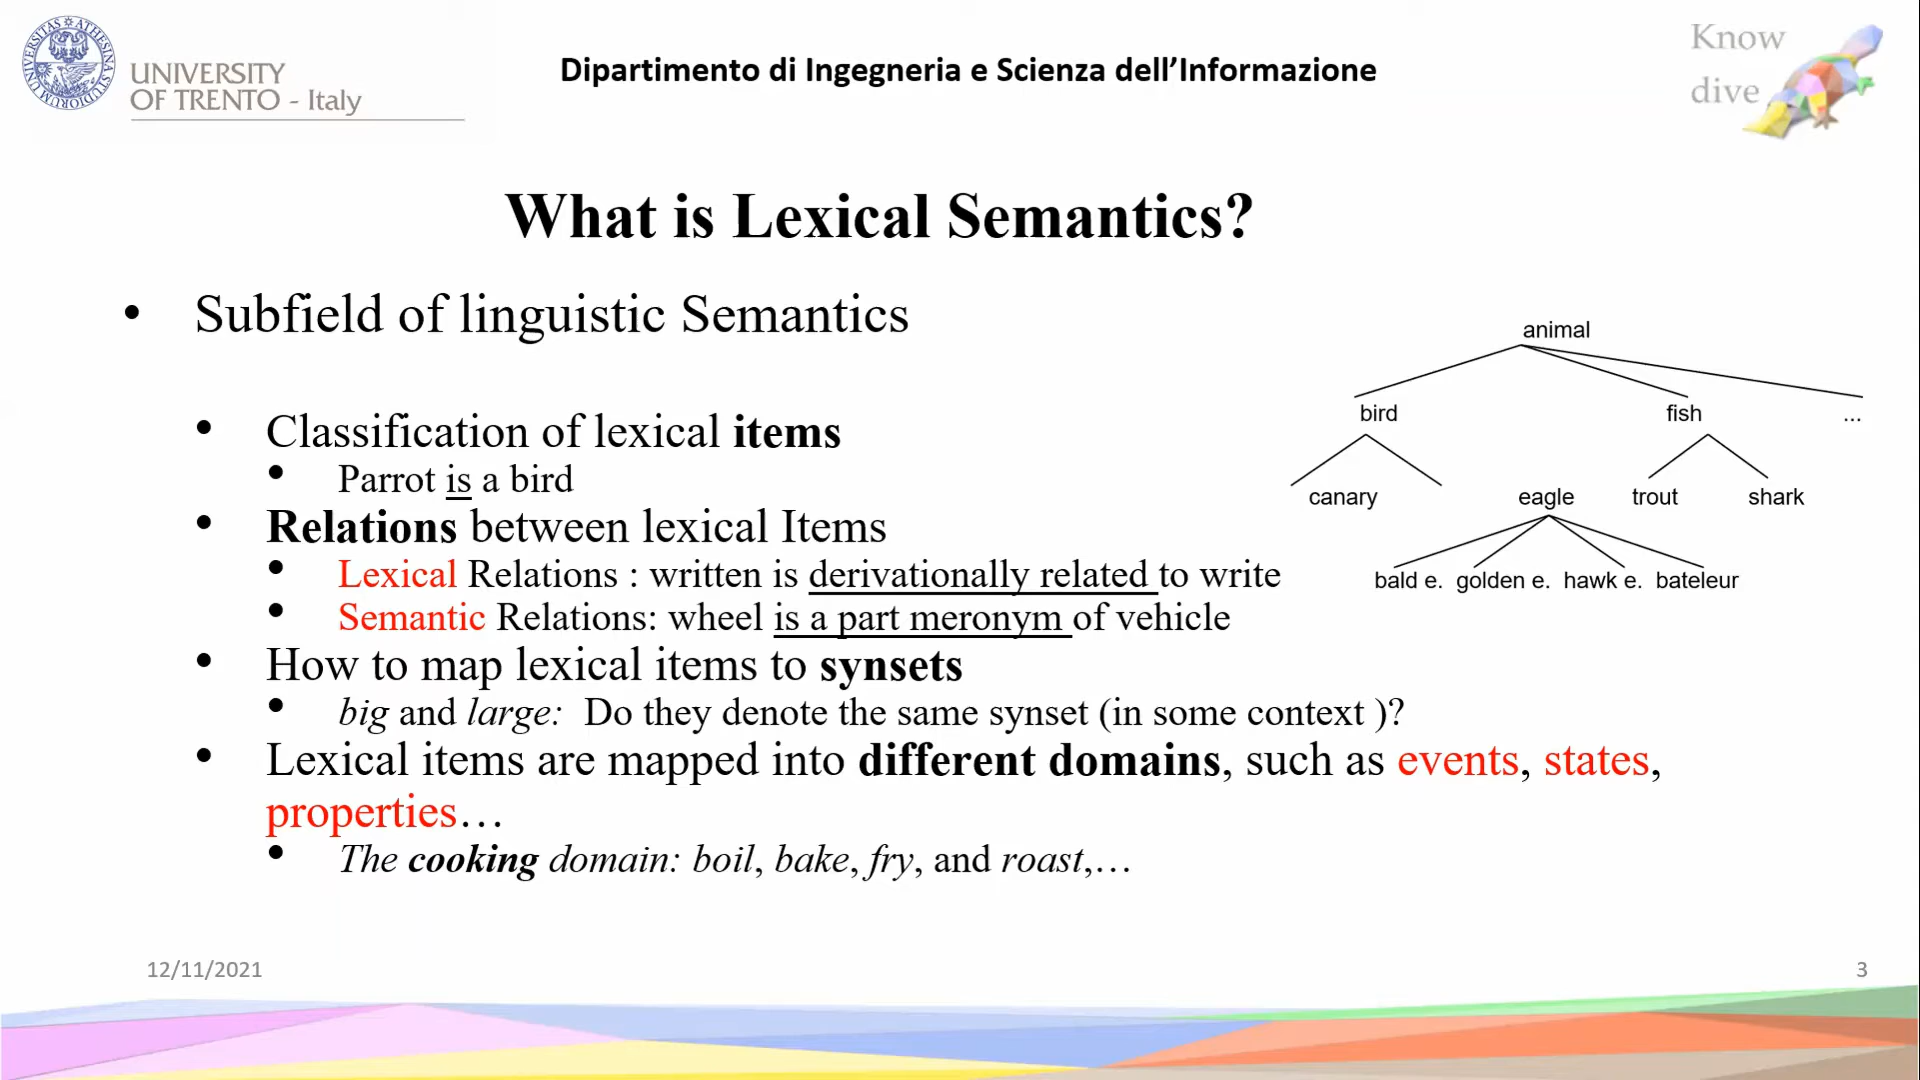 UNIVERSITY
OF TRENTO - Italy
Dipartimento di Ingegneria e Scienza dell’Informazione
Know
dive
What is Lexical Semantics?
• Subfield of linguistic Semantics
• Classification of lexical items
• Parrot is a bird
• Relations between lexical Items
• Lexical Relations : written is derivationally related to write
• Semantic Relations: wheel is a part meronym of vehicle
• How to map lexical items to synsets
• big and large: Do they denote the same synset (in some context )?
• Lexical items are mapped into different domains, such as events, states,
properties…
• The cooking domain: boil, bake, fry, and roast,…
animal
bird fish ...
canary eagle trout shark
bald e. golden e. hawk e. bateleur
12/11/2021
3